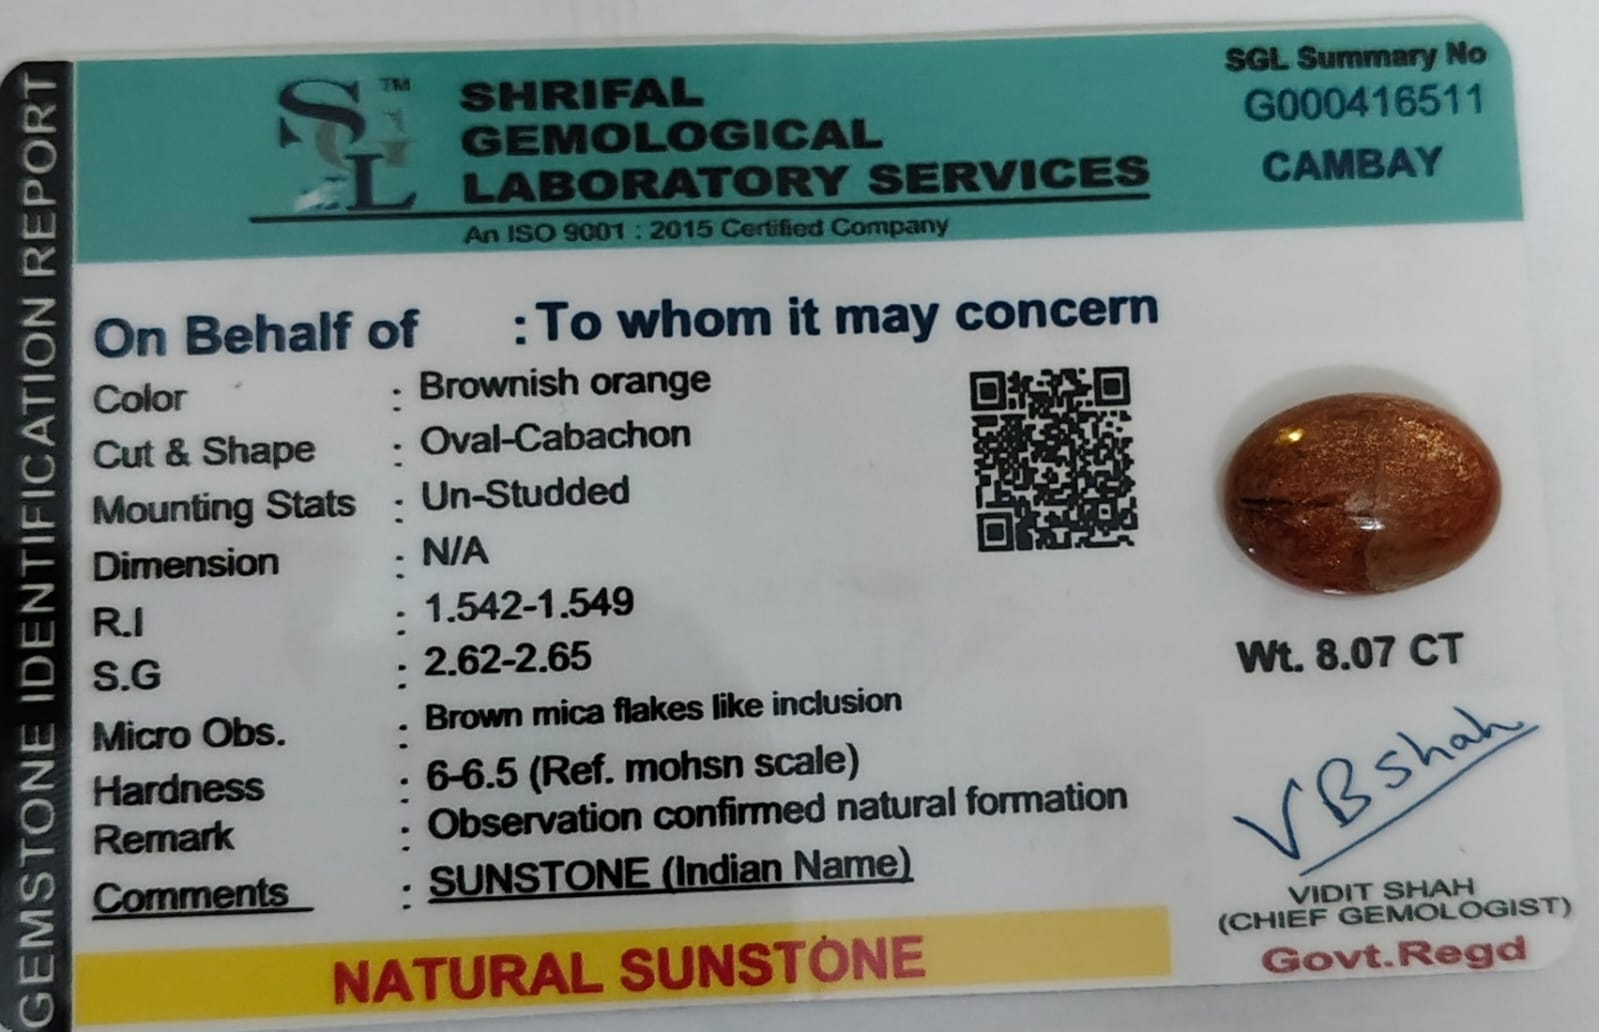 GEMSTONE IDENTIFICATION REPORT
SGL ™
SHRIFAL
GEMOLOGICAL
LABORATORY SERVICES
An ISO 9001 : 2015 Certified Company
SGL Summary No
G000416511
CAMBAY
On Behalf of : To whom it may concern
Color : Brownish orange
Cut & Shape : Oval-Cabachon
Mounting Stats : Un-Studded
Dimension : N/A
R.I : 1.542-1.549
S.G : 2.62-2.65
Micro Obs. : Brown mica flakes like inclusion
Hardness : 6-6.5 (Ref. mohsn scale)
Remark : Observation confirmed natural formation
Comments : SUNSTONE (Indian Name)
NATURAL SUNSTONE
Wt. 8.07 CT
VBshah
VIDIT SHAH
(CHIEF GEMOLOGIST)
Govt.Regd